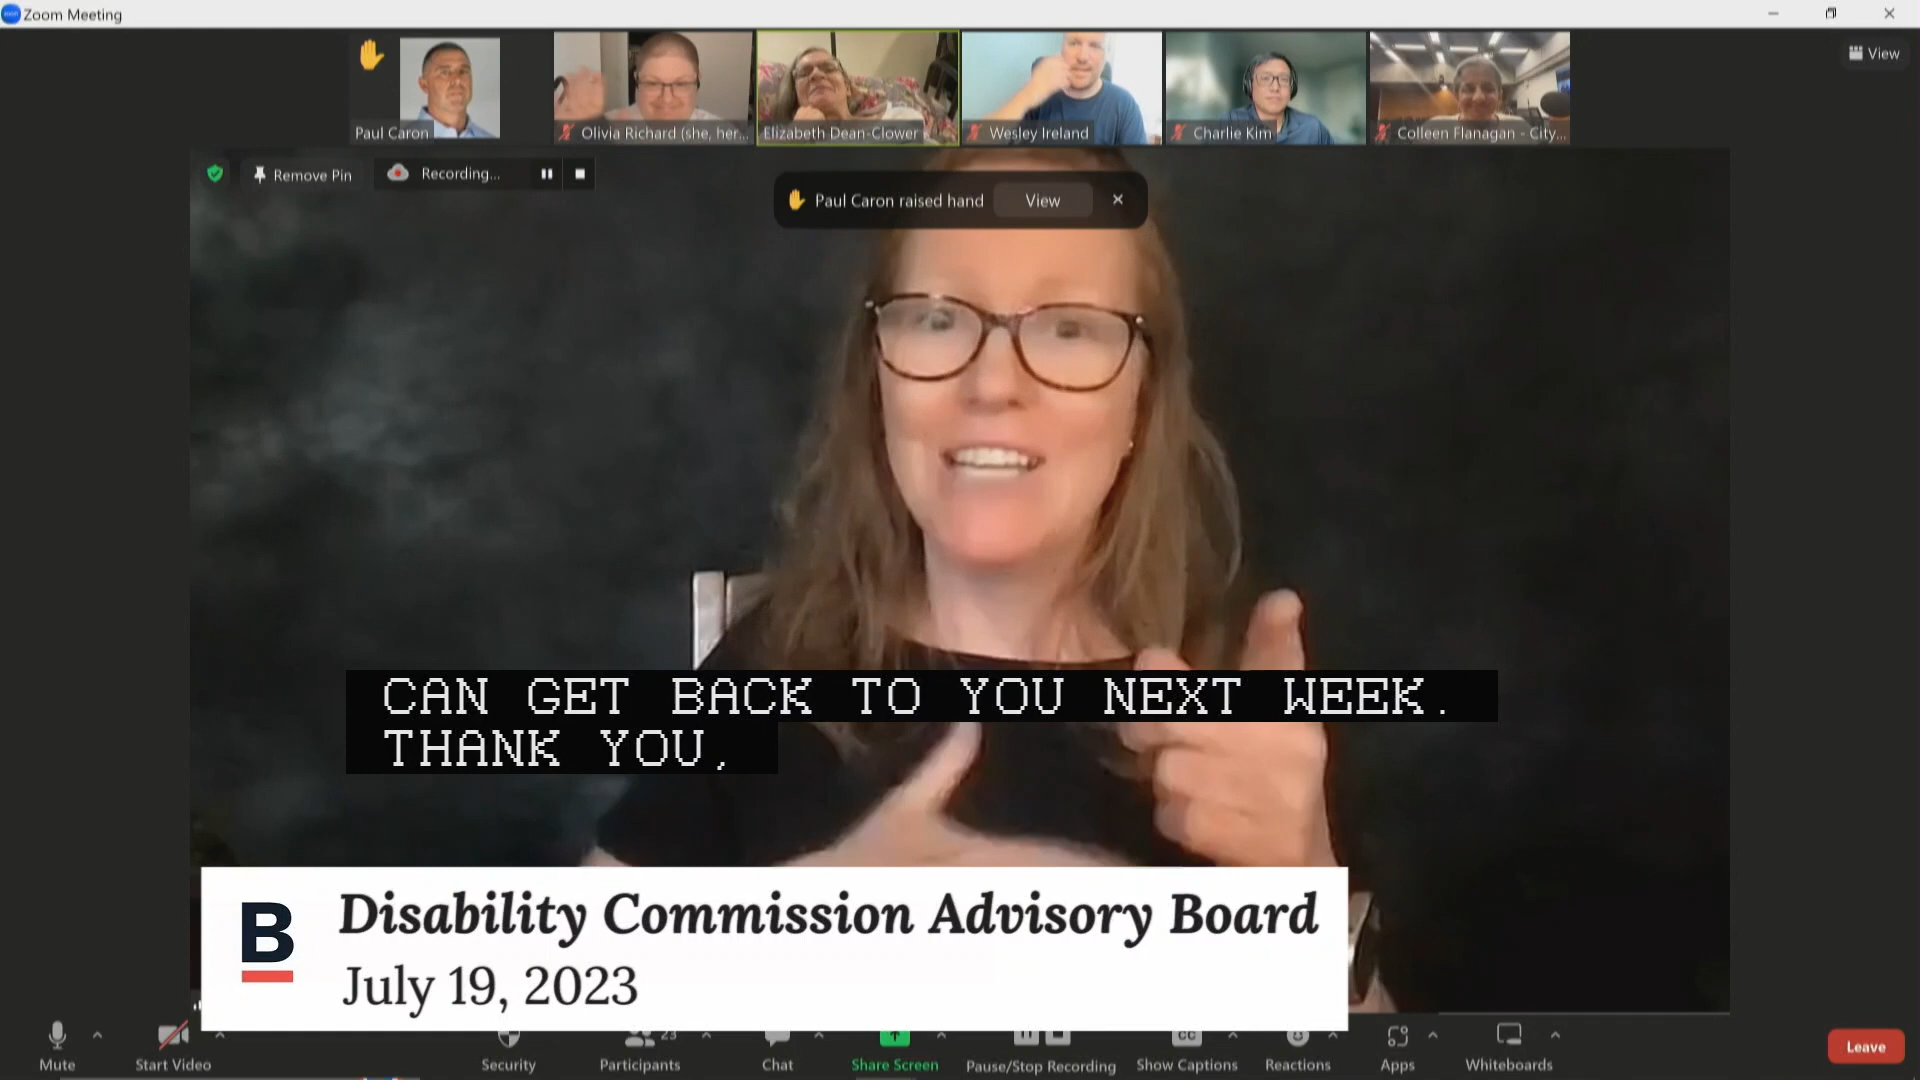 Zoom Meeting
View
Paul Caron
Olivia Richard (she, her...
Elizabeth Dean-Clower
Wesley Ireland
Charlie Kim
Colleen Flanagan - City...
Remove Pin
Recording...
Paul Caron raised hand
View
CAN GET BACK TO YOU NEXT WEEK.
THANK YOU,
B
Disability Commission Advisory Board
July 19, 2023
23
CC
Mute
Start Video
Security
Participants
Chat
Share Screen
Pause/Stop Recording
Show Captions
Reactions
Apps
Whiteboards
Leave